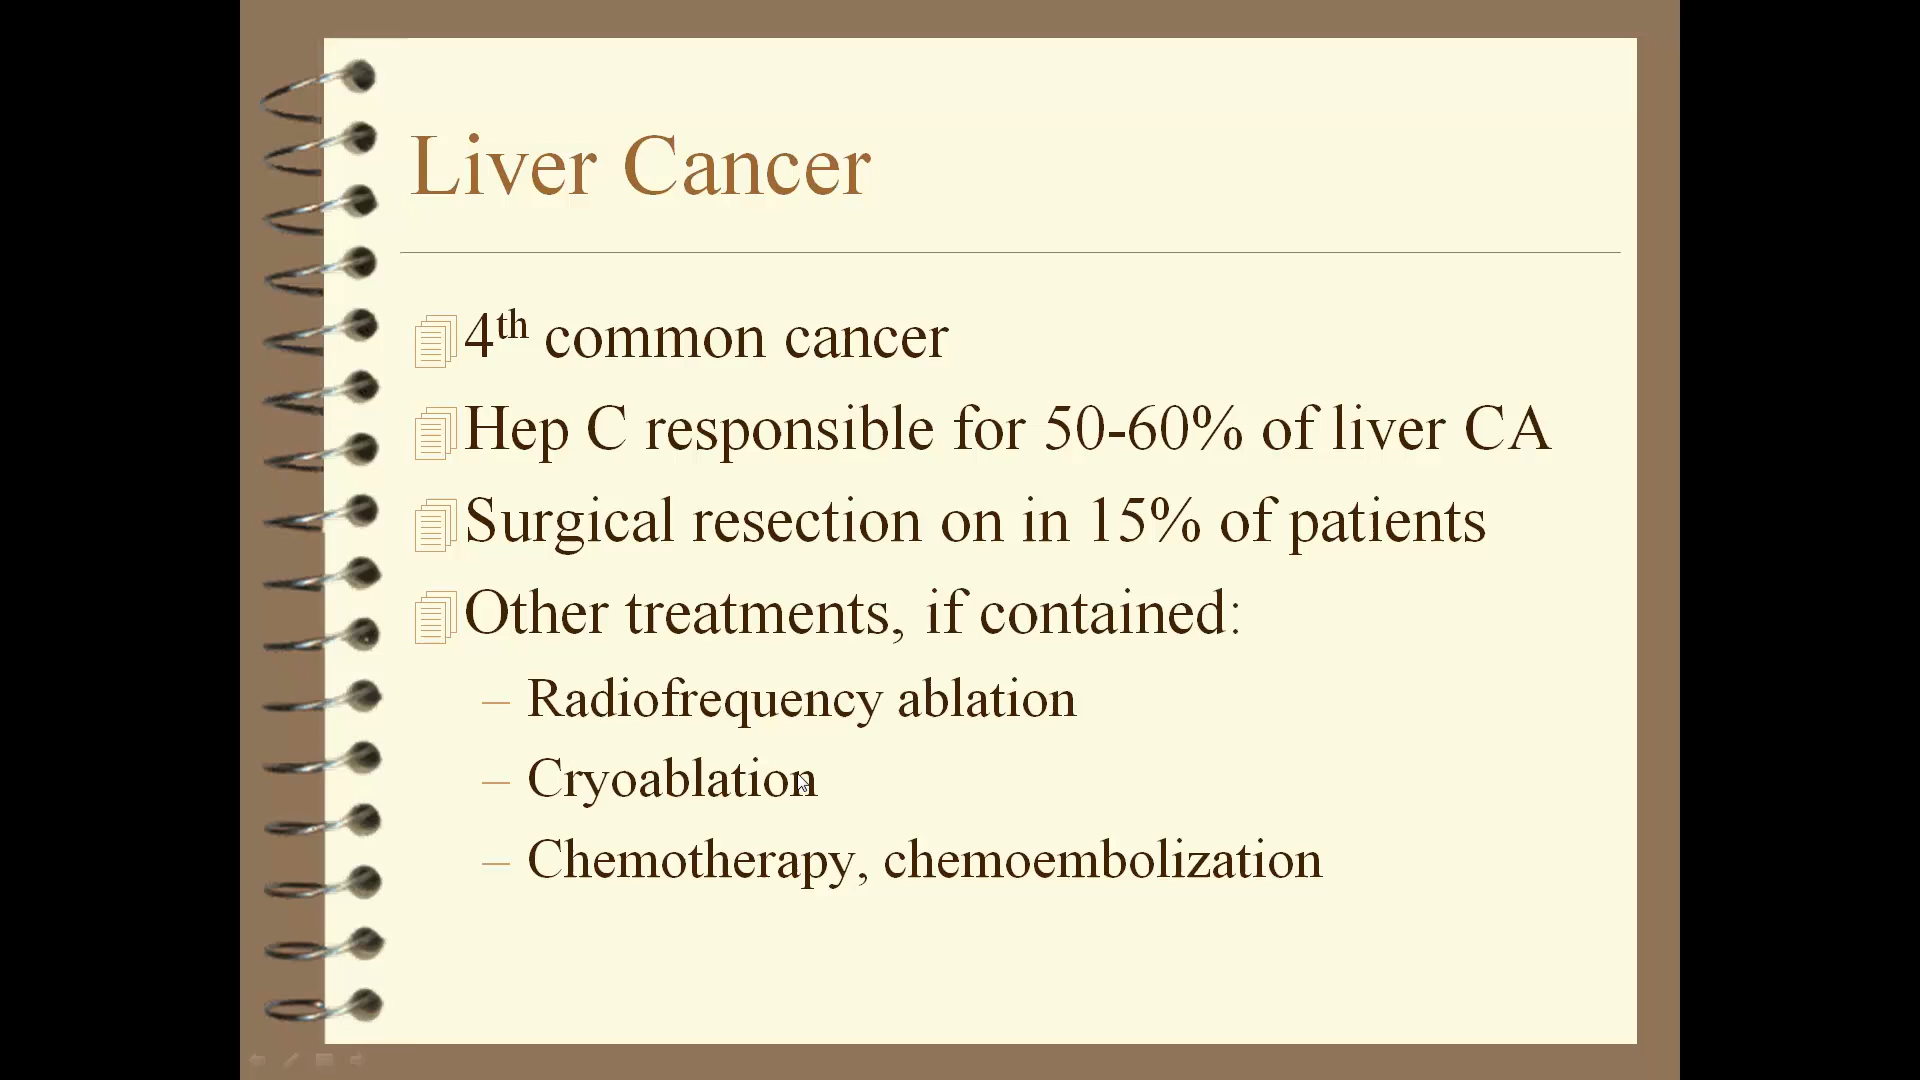 Liver Cancer
4th common cancer
Hep C responsible for 50-60% of liver CA
Surgical resection on in 15% of patients
Other treatments, if contained:
– Radiofrequency ablation
– Cryoablation
– Chemotherapy, chemoembolization